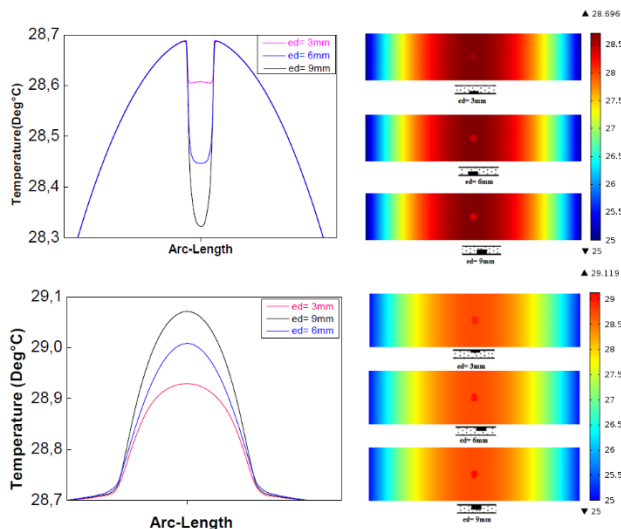 28,7
28,6
28,5
28,4
28,3
Temperature(Deg°C)
Arc-Length
ed= 3mm
ed= 6mm
ed= 9mm
▲ 28.696
ed= 3mm
ed= 6mm
ed= 9mm
28.5
28
27.5
27
26.5
26
25.5
25
▼ 25
29,1
29,0
28,9
28,8
28,7
Temperature (Deg°C)
Arc-Length
ed= 3mm
ed= 9mm
ed= 6mm
▲ 29.119
ed= 3mm
ed= 6mm
ed= 9mm
29
28.5
28
27.5
27
26.5
26
25.5
25
▼ 25